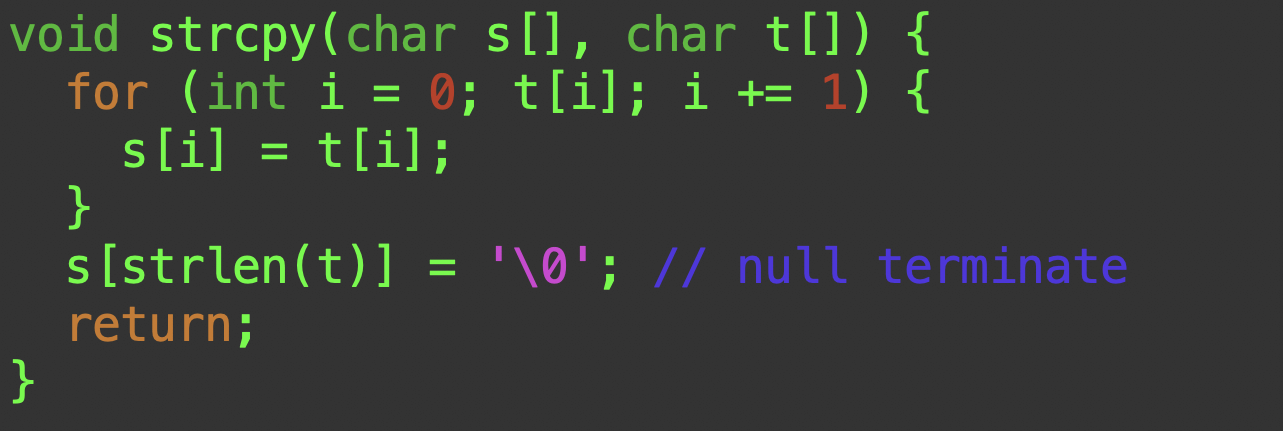 void strcpy(char s[], char t[]) {
  for (int i = 0; t[i]; i += 1) {
    s[i] = t[i];
  }
  s[strlen(t)] = '\0'; // null terminate
  return;
}